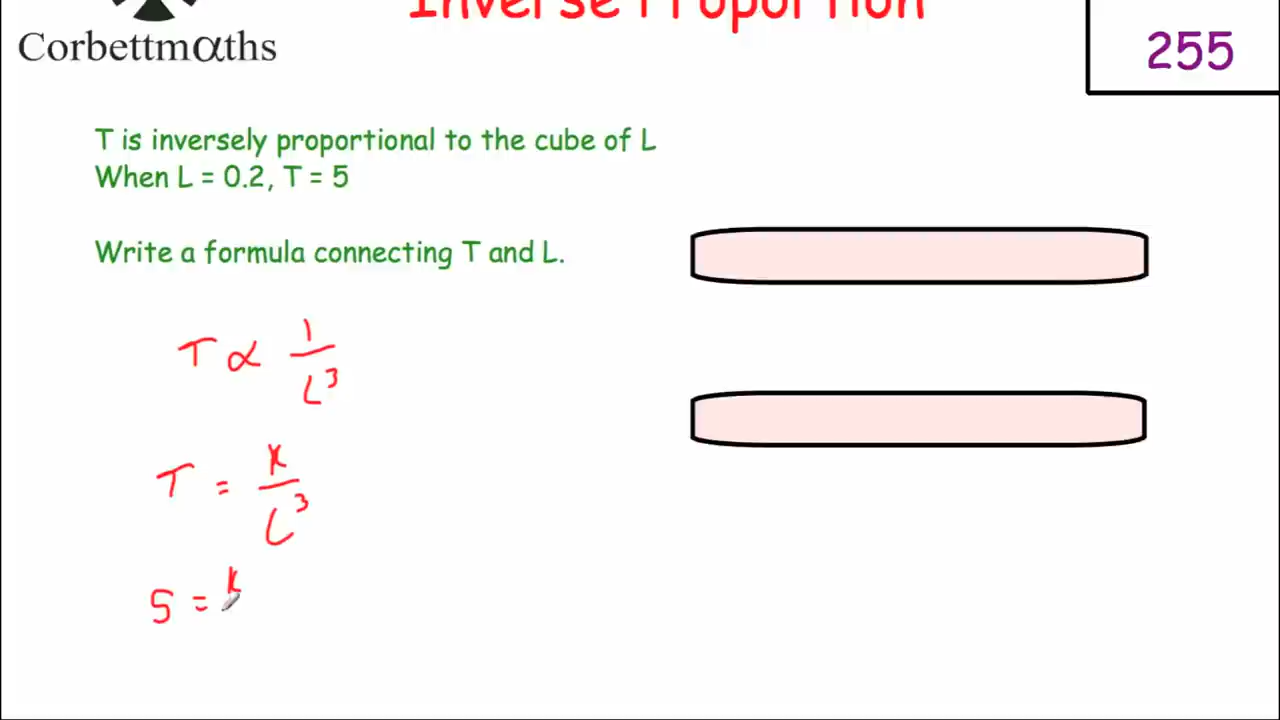 Inverse Proportion
Corbettmαths
255
T is inversely proportional to the cube of L
When L = 0.2, T = 5
Write a formula connecting T and L.
T ∝ 1/L³
T = k/L³
5 = k